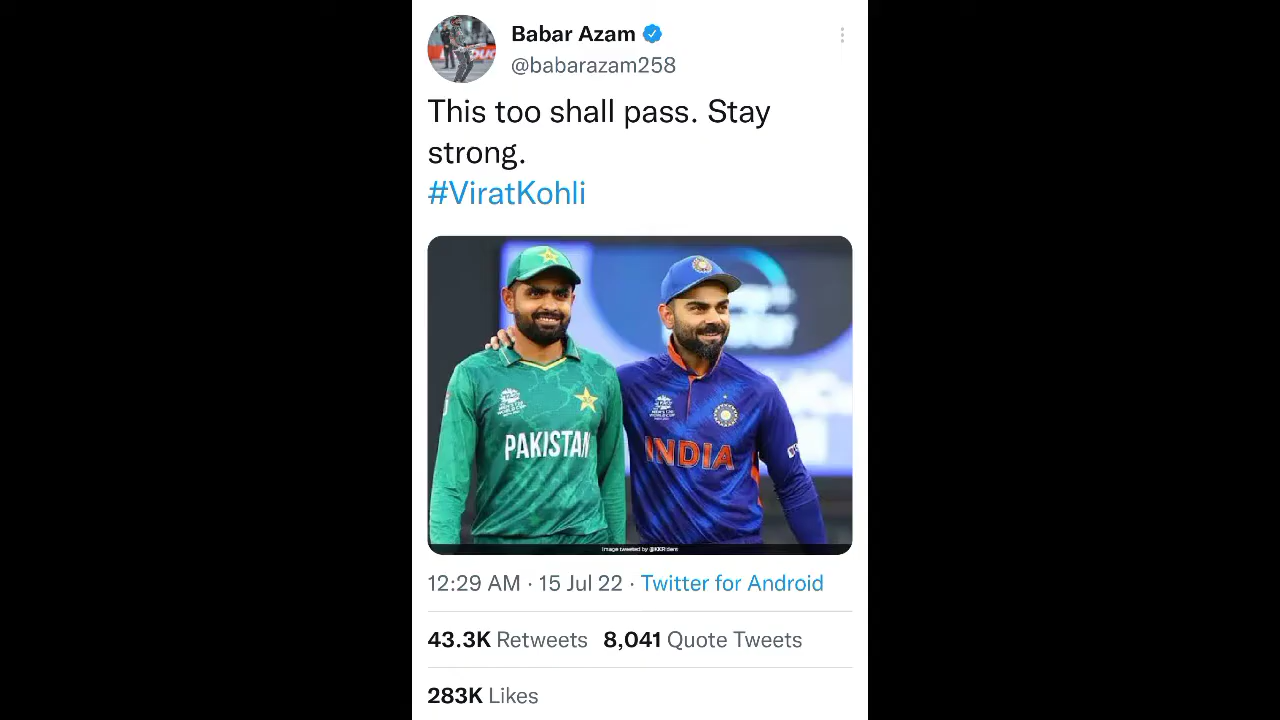 Babar Azam
@babarazam258
This too shall pass. Stay
strong.
#ViratKohli
PAKISTAN
INDIA
12:29 AM · 15 Jul 22 · Twitter for Android
43.3K Retweets 8,041 Quote Tweets
283K Likes